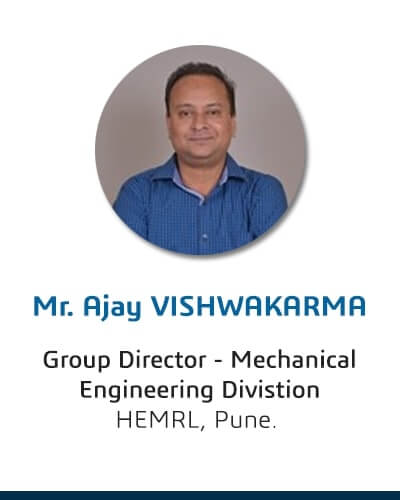 Mr. Ajay VISHWAKARMA
Group Director - Mechanical
Engineering Divistion
HEMRL, Pune.